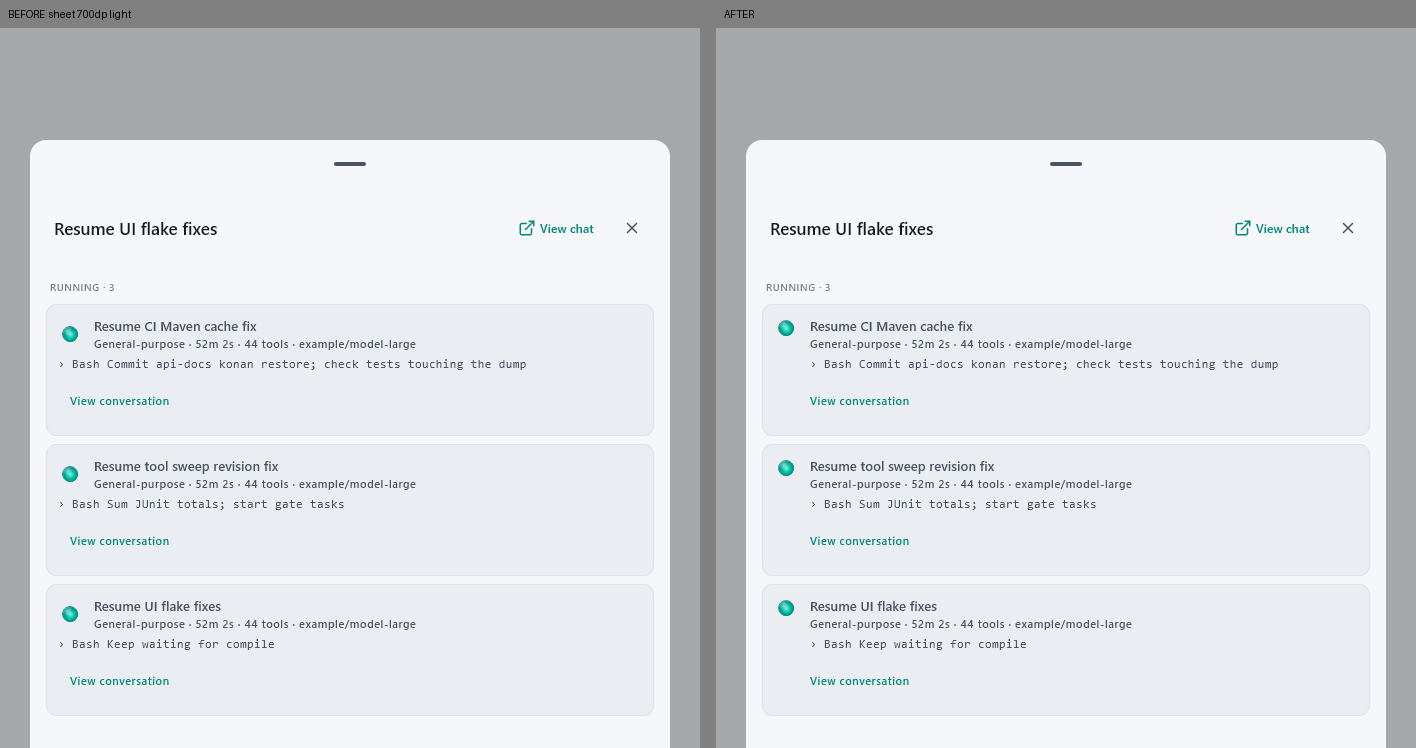 BEFORE sheet 700dp light
Resume UI flake fixes
View chat
RUNNING · 3
Resume CI Maven cache fix
General-purpose · 52m 2s · 44 tools · example/model-large
› Bash Commit api-docs konan restore; check tests touching the dump
View conversation
Resume tool sweep revision fix
General-purpose · 52m 2s · 44 tools · example/model-large
› Bash Sum JUnit totals; start gate tasks
View conversation
Resume UI flake fixes
General-purpose · 52m 2s · 44 tools · example/model-large
› Bash Keep waiting for compile
View conversation
AFTER
Resume UI flake fixes
View chat
RUNNING · 3
Resume CI Maven cache fix
General-purpose · 52m 2s · 44 tools · example/model-large
› Bash Commit api-docs konan restore; check tests touching the dump
View conversation
Resume tool sweep revision fix
General-purpose · 52m 2s · 44 tools · example/model-large
› Bash Sum JUnit totals; start gate tasks
View conversation
Resume UI flake fixes
General-purpose · 52m 2s · 44 tools · example/model-large
› Bash Keep waiting for compile
View conversation